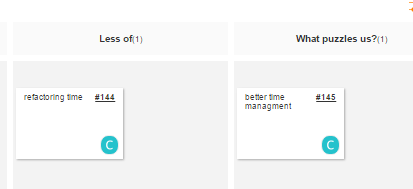 Less of(1)
What puzzles us?(1)
refactoring time #144
C
better time #145
managment
C